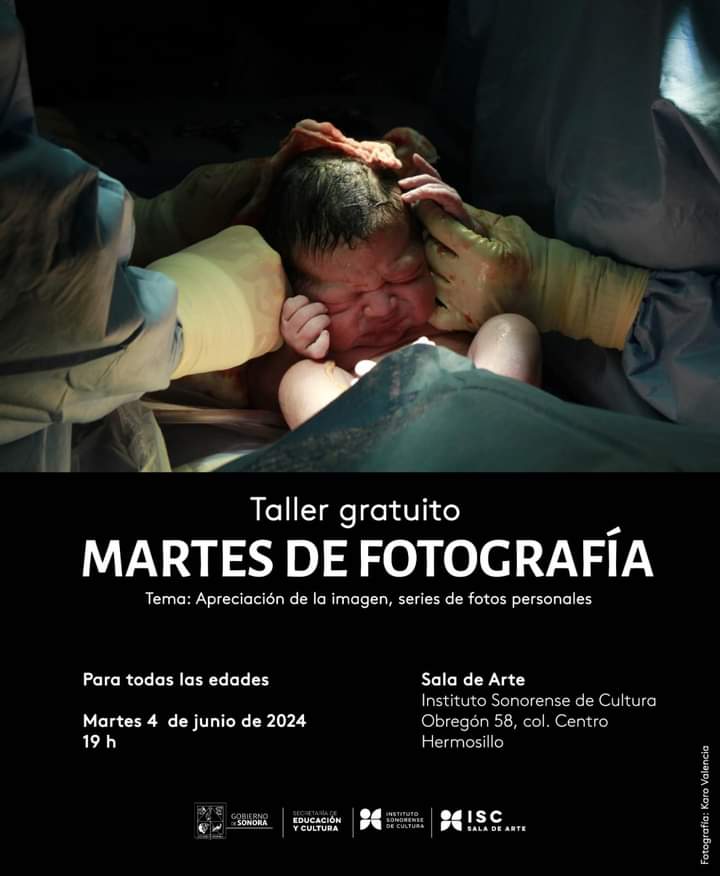 Taller gratuito
MARTES DE FOTOGRAFÍA
Tema: Apreciación de la imagen, series de fotos personales
Para todas las edades
Martes 4 de junio de 2024
19 h
Sala de Arte
Instituto Sonorense de Cultura
Obregón 58, col. Centro
Hermosillo
Fotografía: Karo Valencia
GOBIERNO
DE SONORA
SECRETARÍA DE
EDUCACIÓN
Y CULTURA
INSTITUTO
SONORENSE
DE CULTURA
ISC
SALA DE ARTE